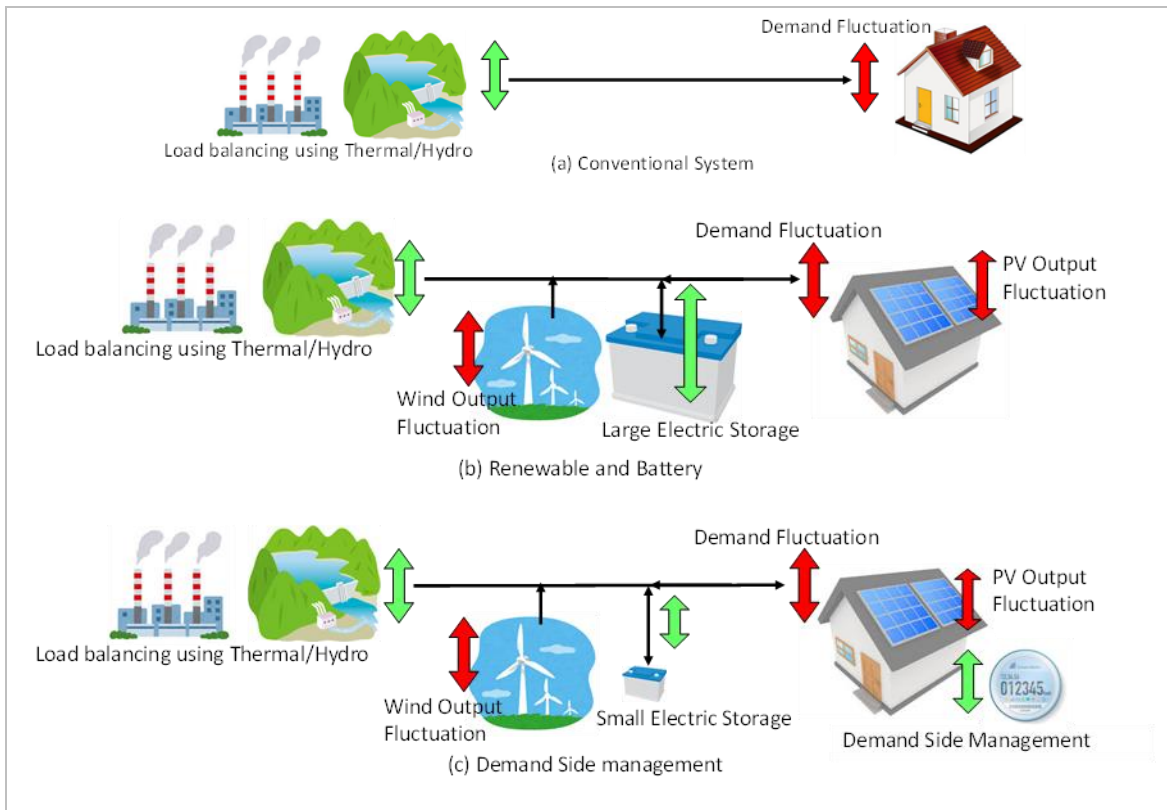 Demand Fluctuation
Load balancing using Thermal/Hydro
(a) Conventional System
Demand Fluctuation
PV Output
Fluctuation
Load balancing using Thermal/Hydro
Wind Output
Fluctuation
Large Electric Storage
(b) Renewable and Battery
Demand Fluctuation
PV Output
Fluctuation
012345
Load balancing using Thermal/Hydro
Wind Output
Fluctuation
Small Electric Storage
Demand Side Management
(c) Demand Side management